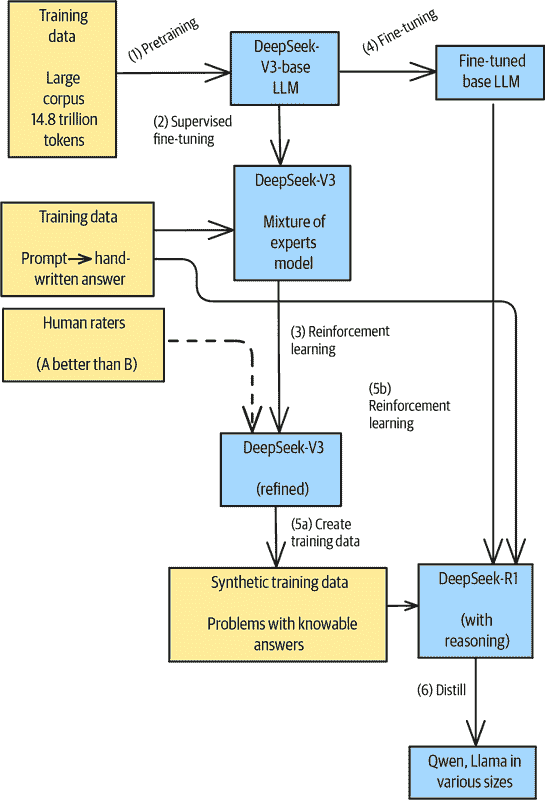 Training
data
Large
corpus
14.8 trillion
tokens
(1) Pretraining
DeepSeek-
V3-base
LLM
(4) Fine-tuning
Fine-tuned
base LLM
(2) Supervised
fine-tuning
DeepSeek-V3
Mixture of
experts
model
Training data
Prompt → hand-
written answer
Human raters
(A better than B)
(3) Reinforcement
learning
(5b)
Reinforcement
learning
DeepSeek-V3
(refined)
(5a) Create
training data
Synthetic training data
Problems with knowable
answers
DeepSeek-R1
(with
reasoning)
(6) Distill
Qwen, Llama in
various sizes